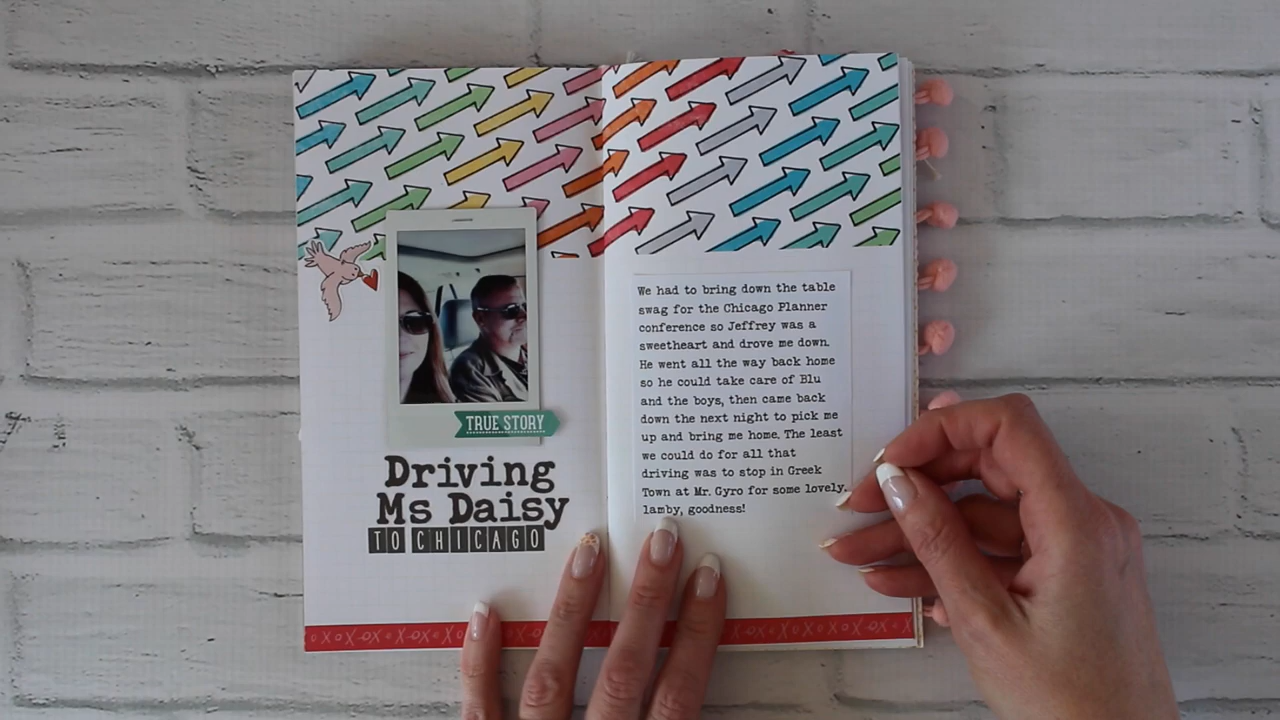 TRUE STORY
Driving
Ms Daisy
TO CHICAGO
We had to bring down the table
swag for the Chicago Planner
conference so Jeffrey was a
sweetheart and drove me down.
He went all the way back home
so he could take care of Blu
and the boys, then came back
down the next night to pick me
up and bring me home. The least
we could do for all that
driving was to stop in Greek
Town at Mr. Gyro for some lovely,
lamby, goodness!